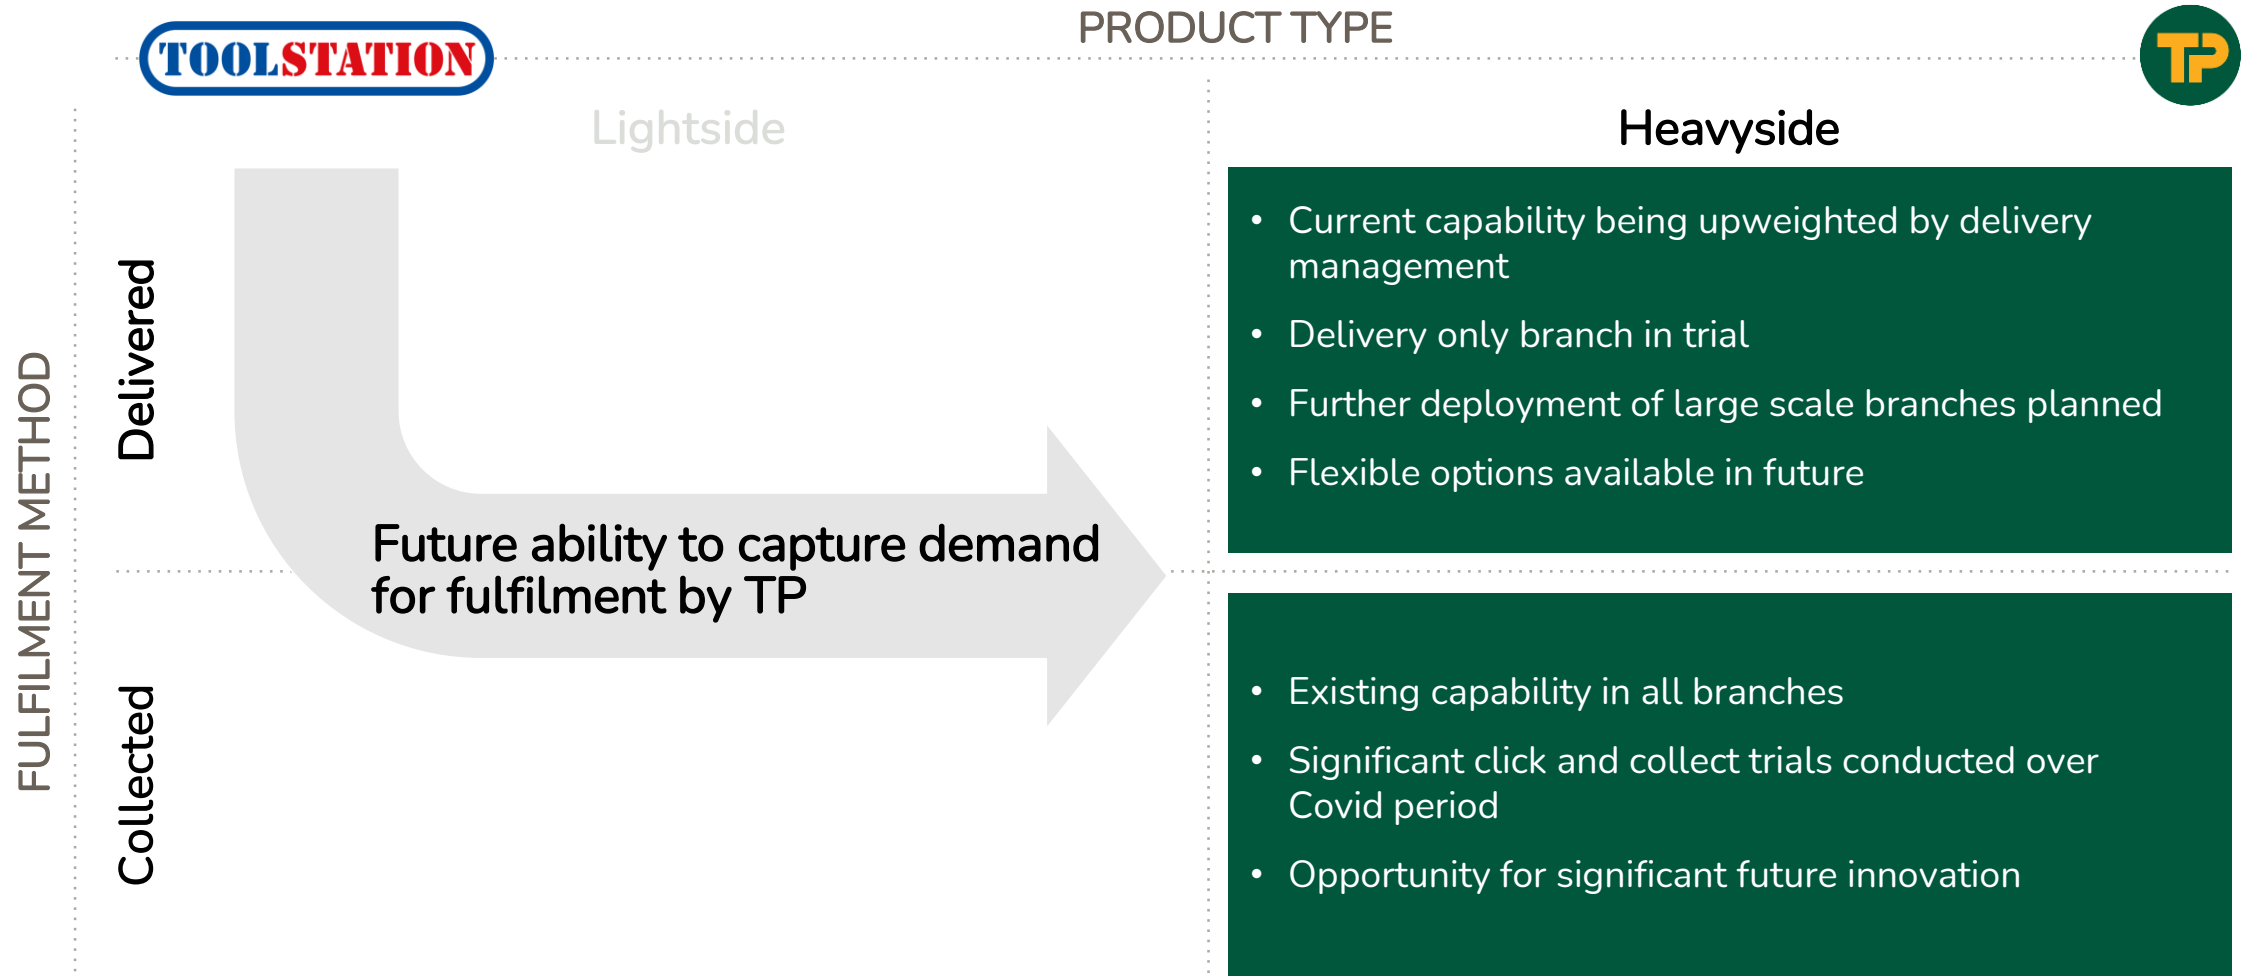 PRODUCT TYPE
TOOLSTATION
TP
Lightside
Heavyside
FULFILMENT METHOD
Delivered
• Current capability being upweighted by delivery
management
• Delivery only branch in trial
• Further deployment of large scale branches planned
• Flexible options available in future
Future ability to capture demand
for fulfilment by TP
Collected
• Existing capability in all branches
• Significant click and collect trials conducted over
Covid period
• Opportunity for significant future innovation